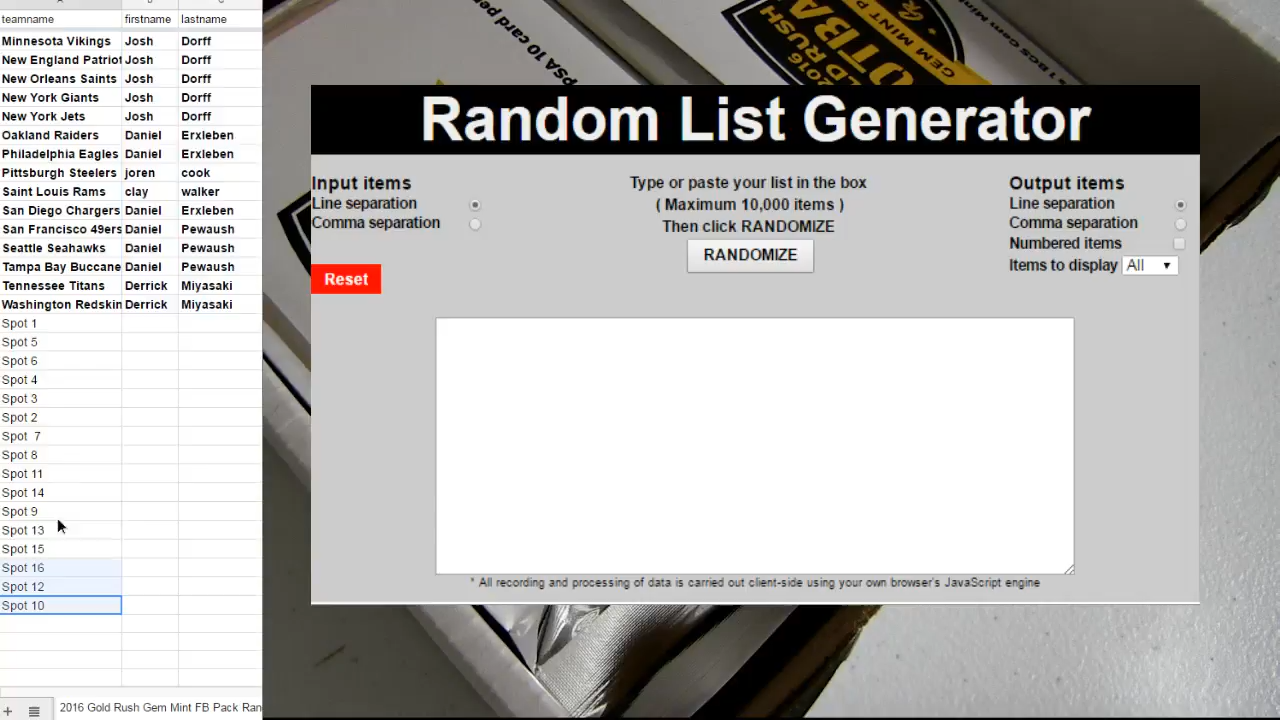 teamname firstname lastname
Minnesota Vikings Josh Dorff
New England Patriot Josh Dorff
New Orleans Saints Josh Dorff
New York Giants Josh Dorff
New York Jets Josh Dorff
Oakland Raiders Daniel Erxleben
Philadelphia Eagles Daniel Erxleben
Pittsburgh Steelers joren cook
Saint Louis Rams clay walker
San Diego Chargers Daniel Erxleben
San Francisco 49ers Daniel Pewaush
Seattle Seahawks Daniel Pewaush
Tampa Bay Buccane Daniel Pewaush
Tennessee Titans Derrick Miyasaki
Washington Redskin Derrick Miyasaki
Spot 1
Spot 5
Spot 6
Spot 4
Spot 3
Spot 2
Spot  7
Spot 8
Spot 11
Spot 14
Spot 9
Spot 13
Spot 15
Spot 16
Spot 12
Spot 10
2016 Gold Rush Gem Mint FB Pack Ran
PSA 10 card per
2016
GEM MINT P
Random List Generator
Input items
Line separation
Comma separation
Reset
Type or paste your list in the box
( Maximum 10,000 items )
Then click RANDOMIZE
RANDOMIZE
Output items
Line separation
Comma separation
Numbered items
Items to display All
* All recording and processing of data is carried out client-side using your own browser's JavaScript engine